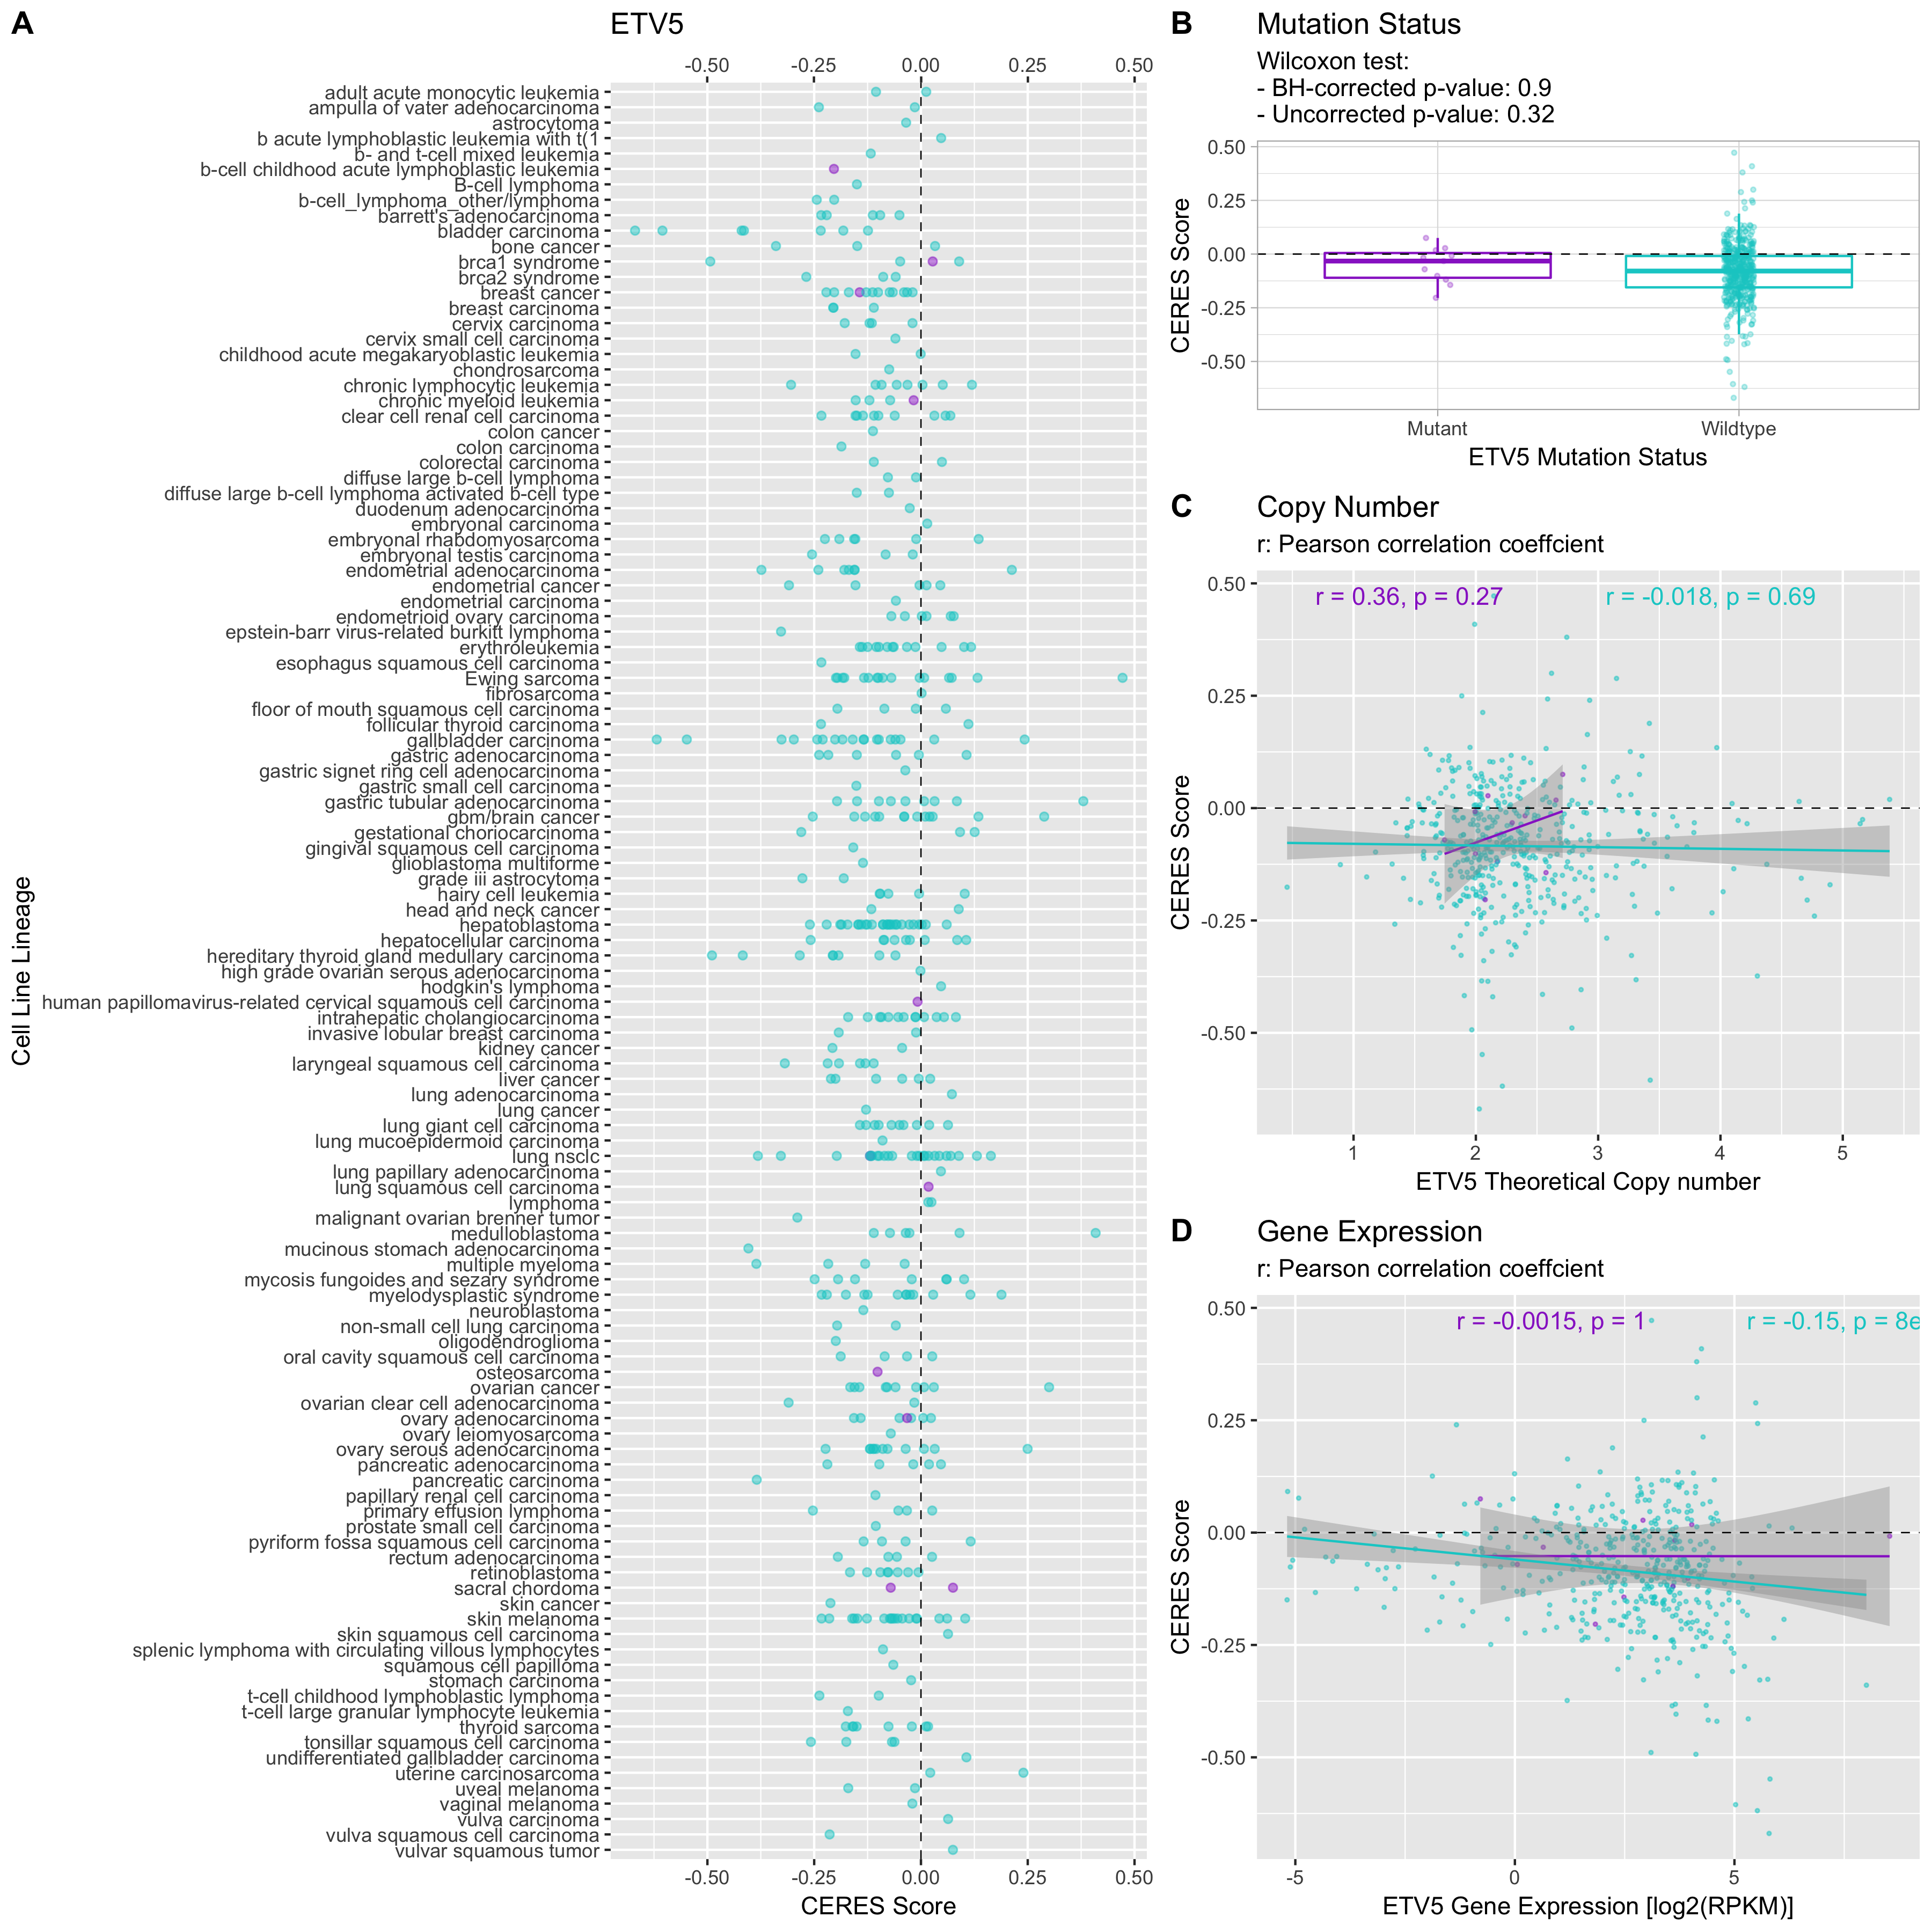 A
ETV5
-0.50 -0.25 0.00 0.25 0.50
Cell Line Lineage
adult acute monocytic leukemia
ampulla of vater adenocarcinoma
astrocytoma
b acute lymphoblastic leukemia with t(1
b- and t-cell mixed leukemia
b-cell childhood acute lymphoblastic leukemia
B-cell lymphoma
b-cell_lymphoma_other/lymphoma
barrett's adenocarcinoma
bladder carcinoma
bone cancer
brca1 syndrome
brca2 syndrome
breast cancer
breast carcinoma
cervix carcinoma
cervix small cell carcinoma
childhood acute megakaryoblastic leukemia
chondrosarcoma
chronic lymphocytic leukemia
chronic myeloid leukemia
clear cell renal cell carcinoma
colon cancer
colon carcinoma
colorectal carcinoma
diffuse large b-cell lymphoma
diffuse large b-cell lymphoma activated b-cell type
duodenum adenocarcinoma
embryonal carcinoma
embryonal rhabdomyosarcoma
embryonal testis carcinoma
endometrial adenocarcinoma
endometrial cancer
endometrial carcinoma
endometrioid ovary carcinoma
epstein-barr virus-related burkitt lymphoma
erythroleukemia
esophagus squamous cell carcinoma
Ewing sarcoma
fibrosarcoma
floor of mouth squamous cell carcinoma
follicular thyroid carcinoma
gallbladder carcinoma
gastric adenocarcinoma
gastric signet ring cell adenocarcinoma
gastric small cell carcinoma
gastric tubular adenocarcinoma
gbm/brain cancer
gestational choriocarcinoma
gingival squamous cell carcinoma
glioblastoma multiforme
grade iii astrocytoma
hairy cell leukemia
head and neck cancer
hepatoblastoma
hepatocellular carcinoma
hereditary thyroid gland medullary carcinoma
high grade ovarian serous adenocarcinoma
hodgkin's lymphoma
human papillomavirus-related cervical squamous cell carcinoma
intrahepatic cholangiocarcinoma
invasive lobular breast carcinoma
kidney cancer
laryngeal squamous cell carcinoma
liver cancer
lung adenocarcinoma
lung cancer
lung giant cell carcinoma
lung mucoepidermoid carcinoma
lung nsclc
lung papillary adenocarcinoma
lung squamous cell carcinoma
lymphoma
malignant ovarian brenner tumor
medulloblastoma
mucinous stomach adenocarcinoma
multiple myeloma
mycosis fungoides and sezary syndrome
myelodysplastic syndrome
neuroblastoma
non-small cell lung carcinoma
oligodendroglioma
oral cavity squamous cell carcinoma
osteosarcoma
ovarian cancer
ovarian clear cell adenocarcinoma
ovary adenocarcinoma
ovary leiomyosarcoma
ovary serous adenocarcinoma
pancreatic adenocarcinoma
pancreatic carcinoma
papillary renal cell carcinoma
primary effusion lymphoma
prostate small cell carcinoma
pyriform fossa squamous cell carcinoma
rectum adenocarcinoma
retinoblastoma
sacral chordoma
skin cancer
skin melanoma
skin squamous cell carcinoma
splenic lymphoma with circulating villous lymphocytes
squamous cell papilloma
stomach carcinoma
t-cell childhood lymphoblastic lymphoma
t-cell large granular lymphocyte leukemia
thyroid sarcoma
tonsillar squamous cell carcinoma
undifferentiated gallbladder carcinoma
uterine carcinosarcoma
uveal melanoma
vaginal melanoma
vulva carcinoma
vulva squamous cell carcinoma
vulvar squamous tumor
-0.50 -0.25 0.00 0.25 0.50
CERES Score
B
Mutation Status
Wilcoxon test:
- BH-corrected p-value: 0.9
- Uncorrected p-value: 0.32
CERES Score
0.50
0.25
0.00
-0.25
-0.50
Mutant Wildtype
ETV5 Mutation Status
C
Copy Number
r: Pearson correlation coeffcient
r = 0.36, p = 0.27 r = -0.018, p = 0.69
CERES Score
0.50
0.25
0.00
-0.25
-0.50
1 2 3 4 5
ETV5 Theoretical Copy number
D
Gene Expression
r: Pearson correlation coeffcient
r = -0.0015, p = 1 r = -0.15, p = 8e
CERES Score
0.50
0.25
0.00
-0.25
-0.50
-5 0 5
ETV5 Gene Expression [log2(RPKM)]